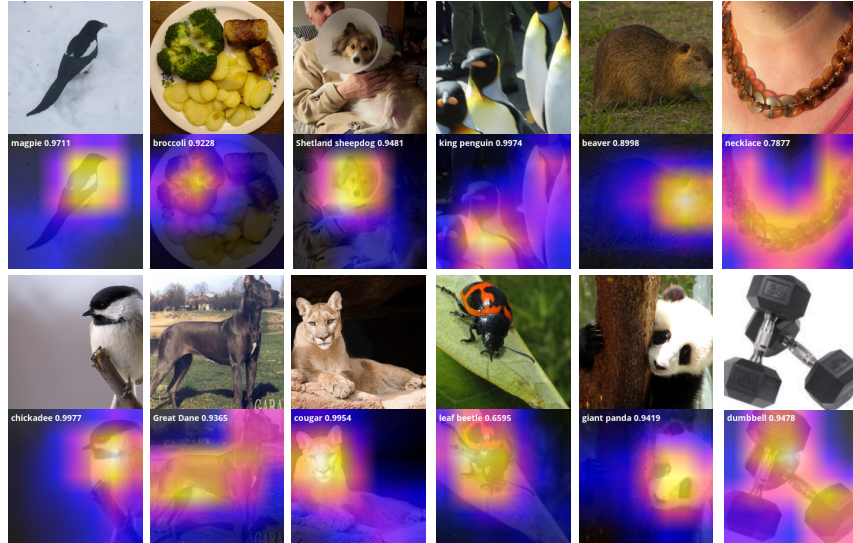 magpie 0.9711
broccoli 0.9228
Shetland sheepdog 0.9481
king penguin 0.9974
beaver 0.8998
necklace 0.7877
chickadee 0.9977
Great Dane 0.9365
cougar 0.9954
leaf beetle 0.6595
giant panda 0.9419
dumbbell 0.9478